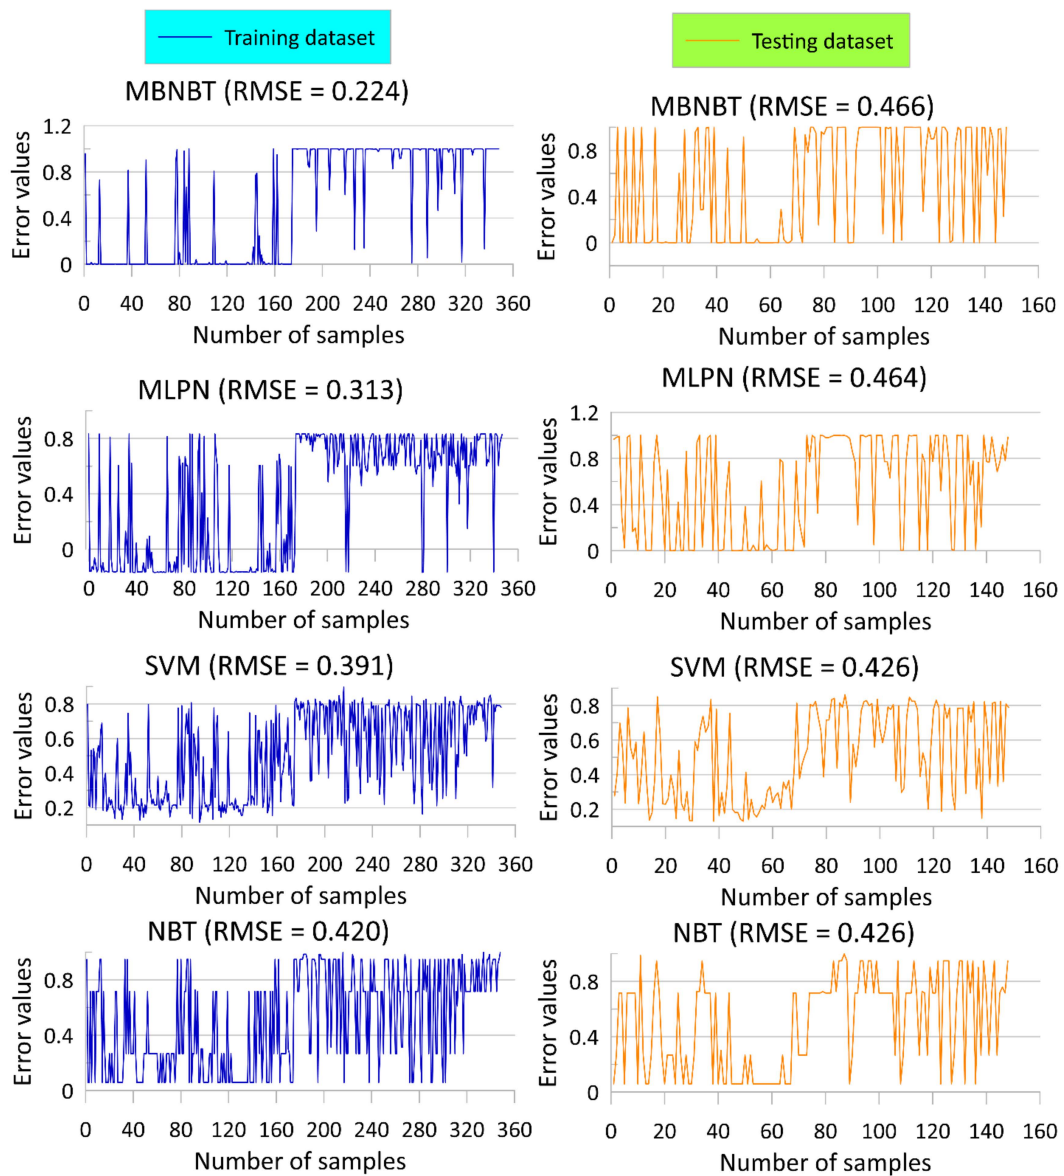 Training dataset
Testing dataset
MBNBT (RMSE = 0.224)
Error values
1.2
0.8
0.4
0
0 40 80 120 160 200 240 280 320 360
Number of samples
MBNBT (RMSE = 0.466)
Error values
0.8
0.4
0
0 20 40 60 80 100 120 140 160
Number of samples
MLPN (RMSE = 0.313)
Error values
0.8
0.4
0
0 40 80 120 160 200 240 280 320 360
Number of samples
MLPN (RMSE = 0.464)
Error values
1.2
0.8
0.4
0
0 20 40 60 80 100 120 140 160
Number of samples
SVM (RMSE = 0.391)
Error values
0.8
0.6
0.4
0.2
0 40 80 120 160 200 240 280 320 360
Number of samples
SVM (RMSE = 0.426)
Error values
0.8
0.6
0.4
0.2
0 20 40 60 80 100 120 140 160
Number of samples
NBT (RMSE = 0.420)
Error values
0.8
0.4
0
0 40 80 120 160 200 240 280 320 360
Number of samples
NBT (RMSE = 0.426)
Error values
0.8
0.4
0
0 20 40 60 80 100 120 140 160
Number of samples